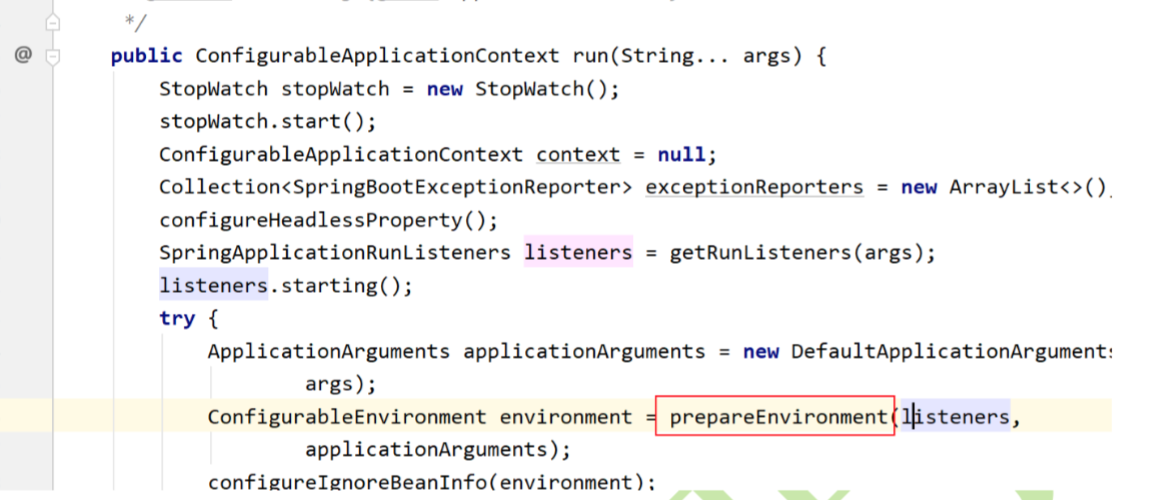 */
@ public ConfigurableApplicationContext run(String... args) {
StopWatch stopWatch = new StopWatch();
stopWatch.start();
ConfigurableApplicationContext context = null;
Collection<SpringBootExceptionReporter> exceptionReporters = new ArrayList<>()
configureHeadlessProperty();
SpringApplicationRunListeners listeners = getRunListeners(args);
listeners.starting();
try {
ApplicationArguments applicationArguments = new DefaultApplicationArgument
args);
ConfigurableEnvironment environment = prepareEnvironment(listeners,
applicationArguments);
configureIgnoreBeanInfo(environment);